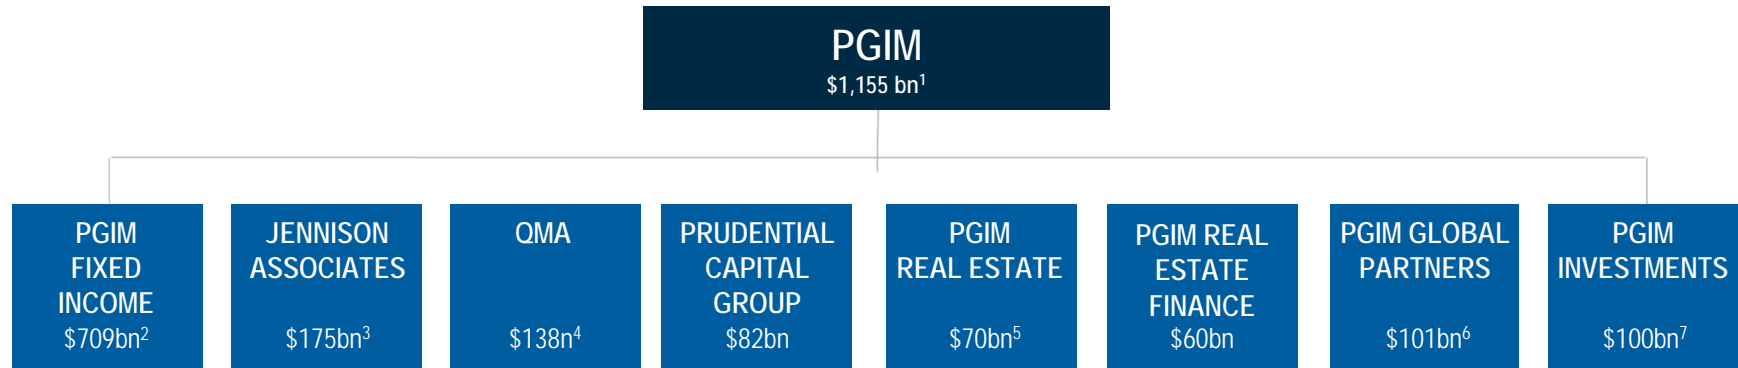 PGIM
$1,155 bn¹
PGIM
FIXED
INCOME
$709bn²
JENNISON
ASSOCIATES
$175bn³
QMA
$138n⁴
PRUDENTIAL
CAPITAL
GROUP
$82bn
PGIM
REAL ESTATE
$70bn⁵
PGIM REAL
ESTATE
FINANCE
$60bn
PGIM GLOBAL
PARTNERS
$101bn⁶
PGIM
INVESTMENTS
$100bn⁷